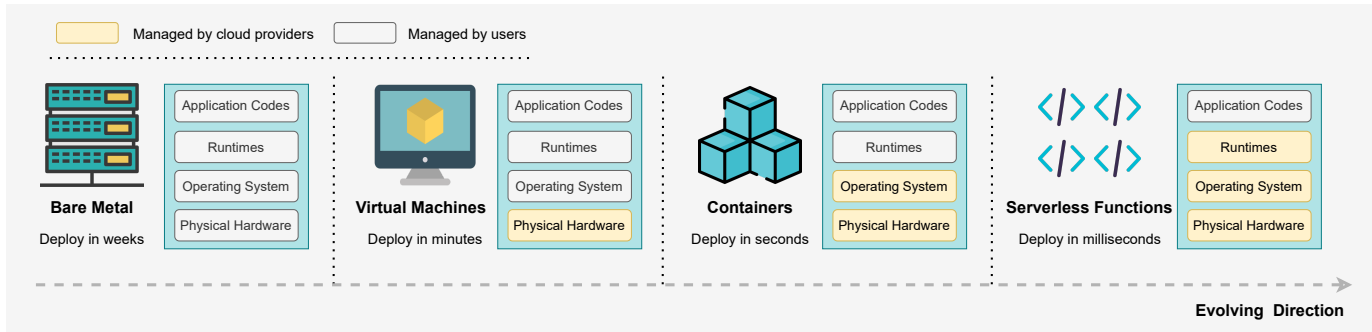 Managed by cloud providers
Managed by users
Application Codes
Runtimes
Operating System
Physical Hardware
Bare Metal
Deploy in weeks
Application Codes
Runtimes
Operating System
Physical Hardware
Virtual Machines
Deploy in minutes
Application Codes
Runtimes
Operating System
Physical Hardware
Containers
Deploy in seconds
Application Codes
Runtimes
Operating System
Physical Hardware
Serverless Functions
Deploy in milliseconds
Evolving Direction